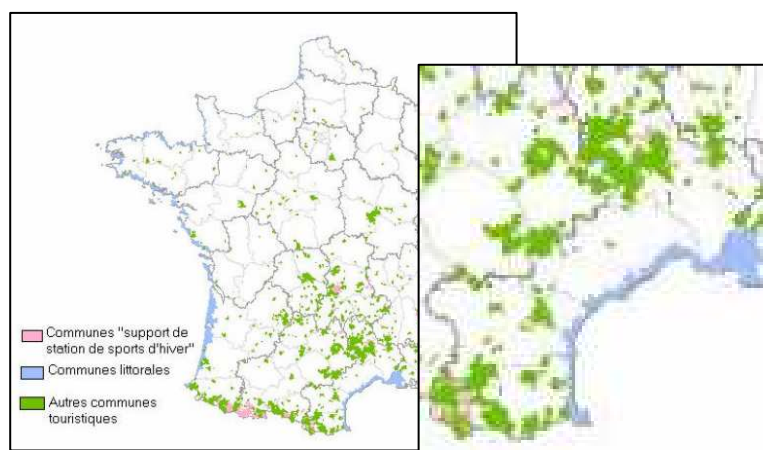 Communes "support de
station de sports d'hiver"
Communes littorales
Autres communes
touristiques